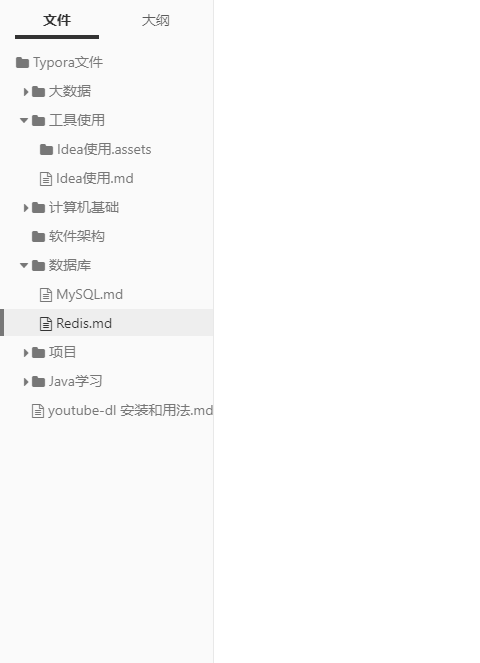 文件 大纲
Typora文件
大数据
工具使用
Idea使用.assets
Idea使用.md
计算机基础
软件架构
数据库
MySQL.md
Redis.md
项目
Java学习
youtube-dl 安装和用法.md